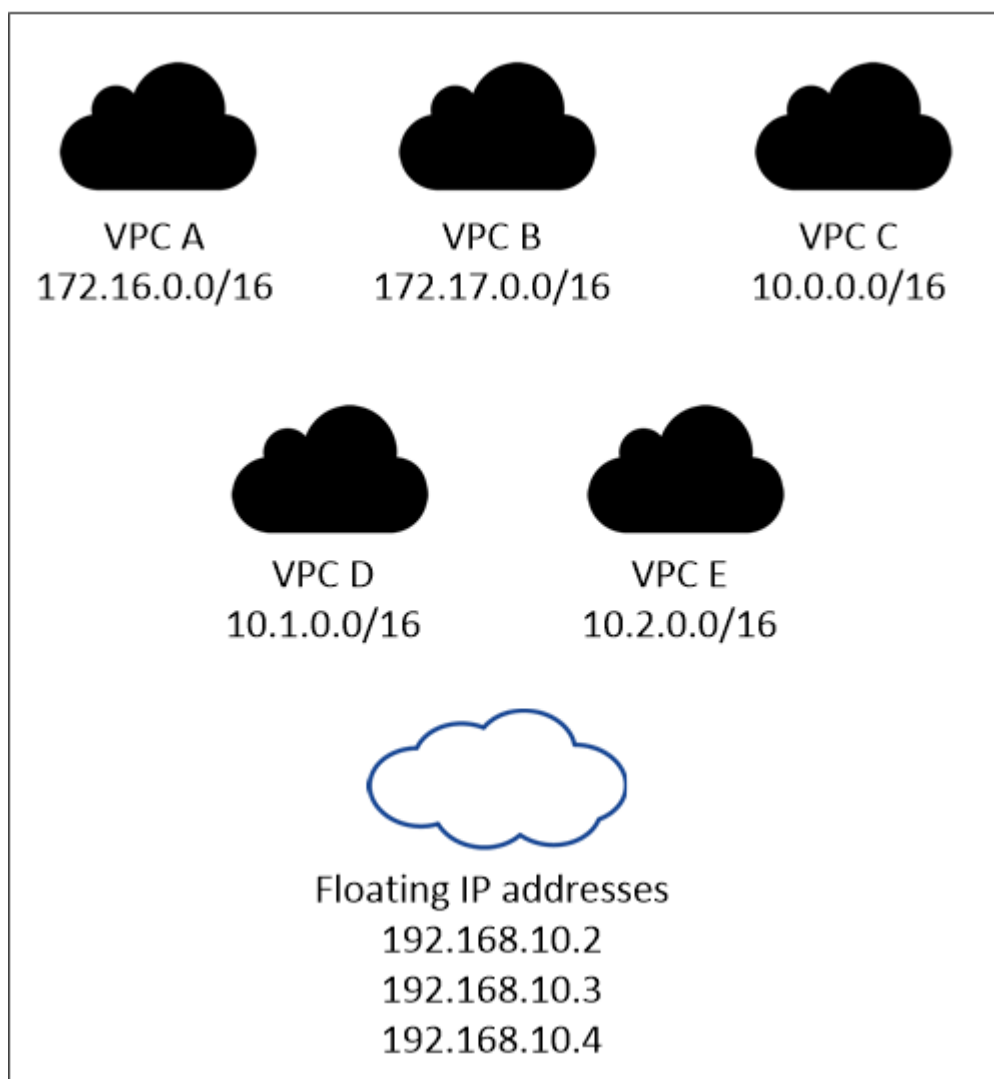 VPC A
172.16.0.0/16
VPC B
172.17.0.0/16
VPC C
10.0.0.0/16
VPC D
10.1.0.0/16
VPC E
10.2.0.0/16
Floating IP addresses
192.168.10.2
192.168.10.3
192.168.10.4